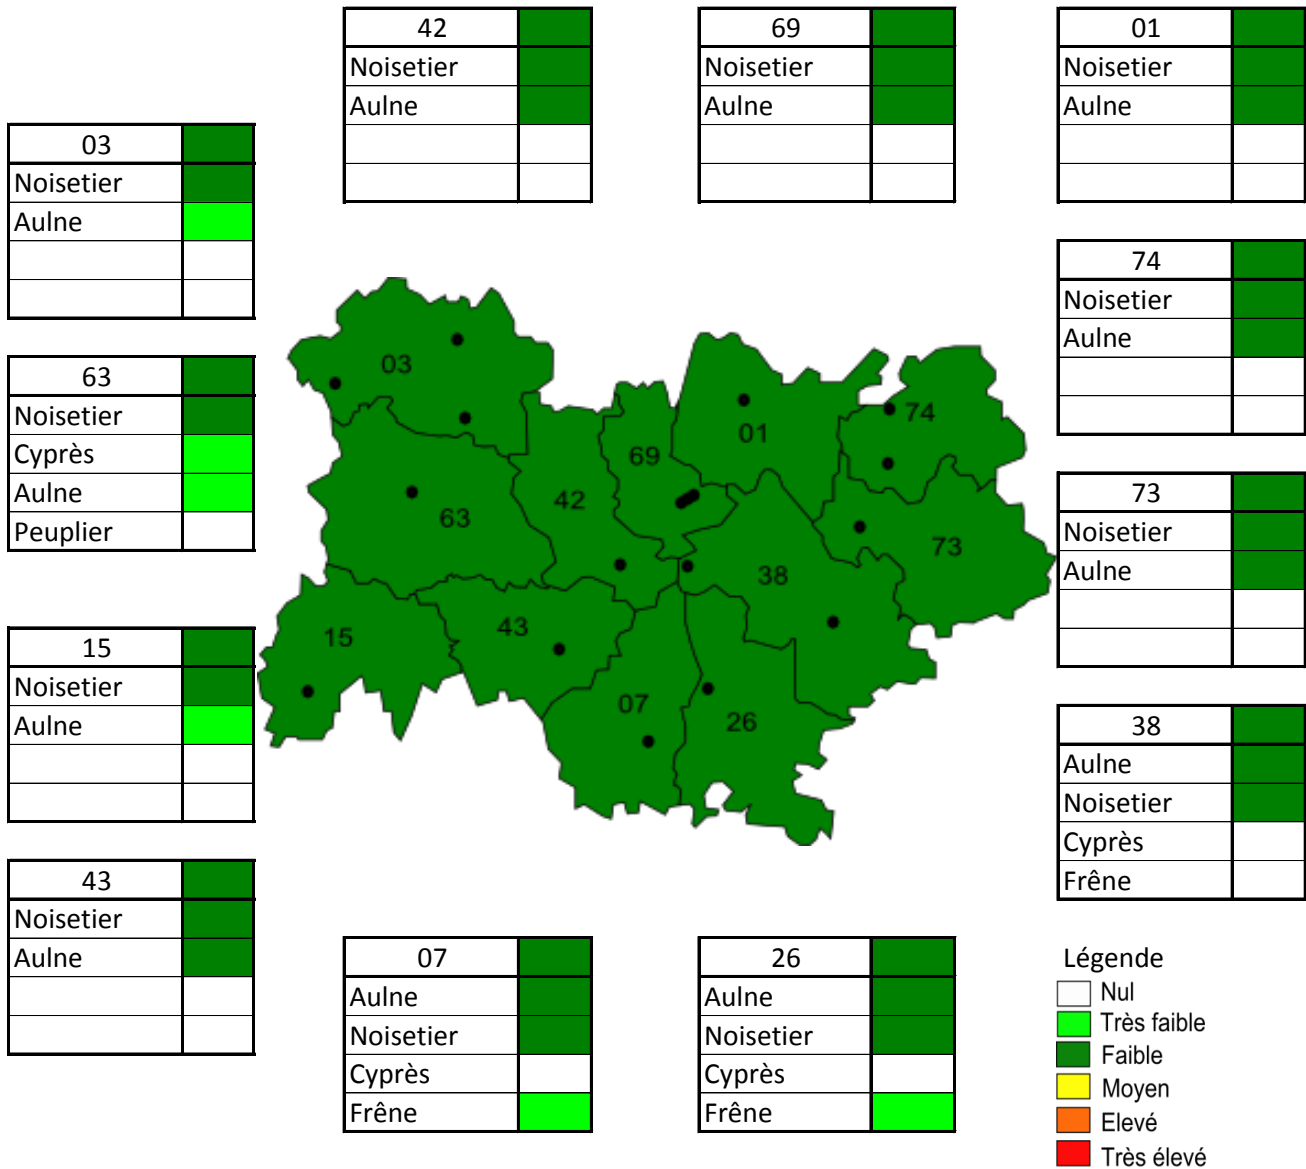 42
Noisetier
Aulne
69
Noisetier
Aulne
01
Noisetier
Aulne
03
Noisetier
Aulne
74
Noisetier
Aulne
63
Noisetier
Cyprès
Aulne
Peuplier
73
Noisetier
Aulne
15
Noisetier
Aulne
38
Aulne
Noisetier
Cyprès
Frêne
43
Noisetier
Aulne
07
Aulne
Noisetier
Cyprès
Frêne
26
Aulne
Noisetier
Cyprès
Frêne
03
74
01
69
42
63
73
38
43
15
07
26
Légende
Nul
Très faible
Faible
Moyen
Elevé
Très élevé